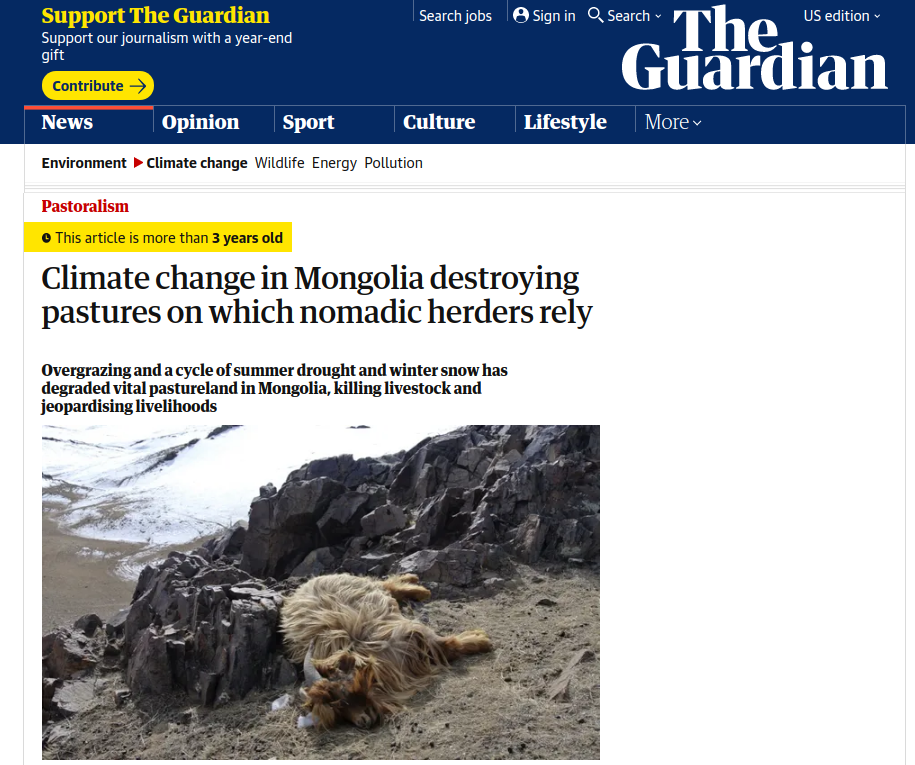 Support The Guardian
Support our journalism with a year-end
gift
Contribute
Search jobs
Sign in
Search
US edition
The
Guardian
News
Opinion
Sport
Culture
Lifestyle
More
Environment
Climate change
Wildlife
Energy
Pollution
Pastoralism
This article is more than 3 years old
Climate change in Mongolia destroying
pastures on which nomadic herders rely
Overgrazing and a cycle of summer drought and winter snow has
degraded vital pastureland in Mongolia, killing livestock and
jeopardising livelihoods